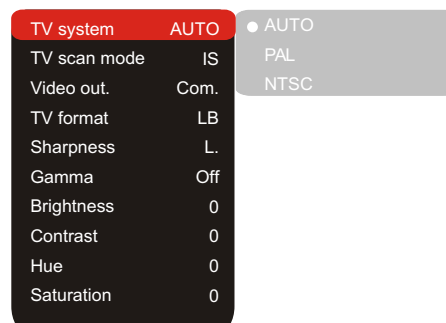 TV system AUTO
TV scan mode IS
Video out. Com.
TV format LB
Sharpness L.
Gamma Off
Brightness 0
Contrast 0
Hue 0
Saturation 0
AUTO
PAL
NTSC